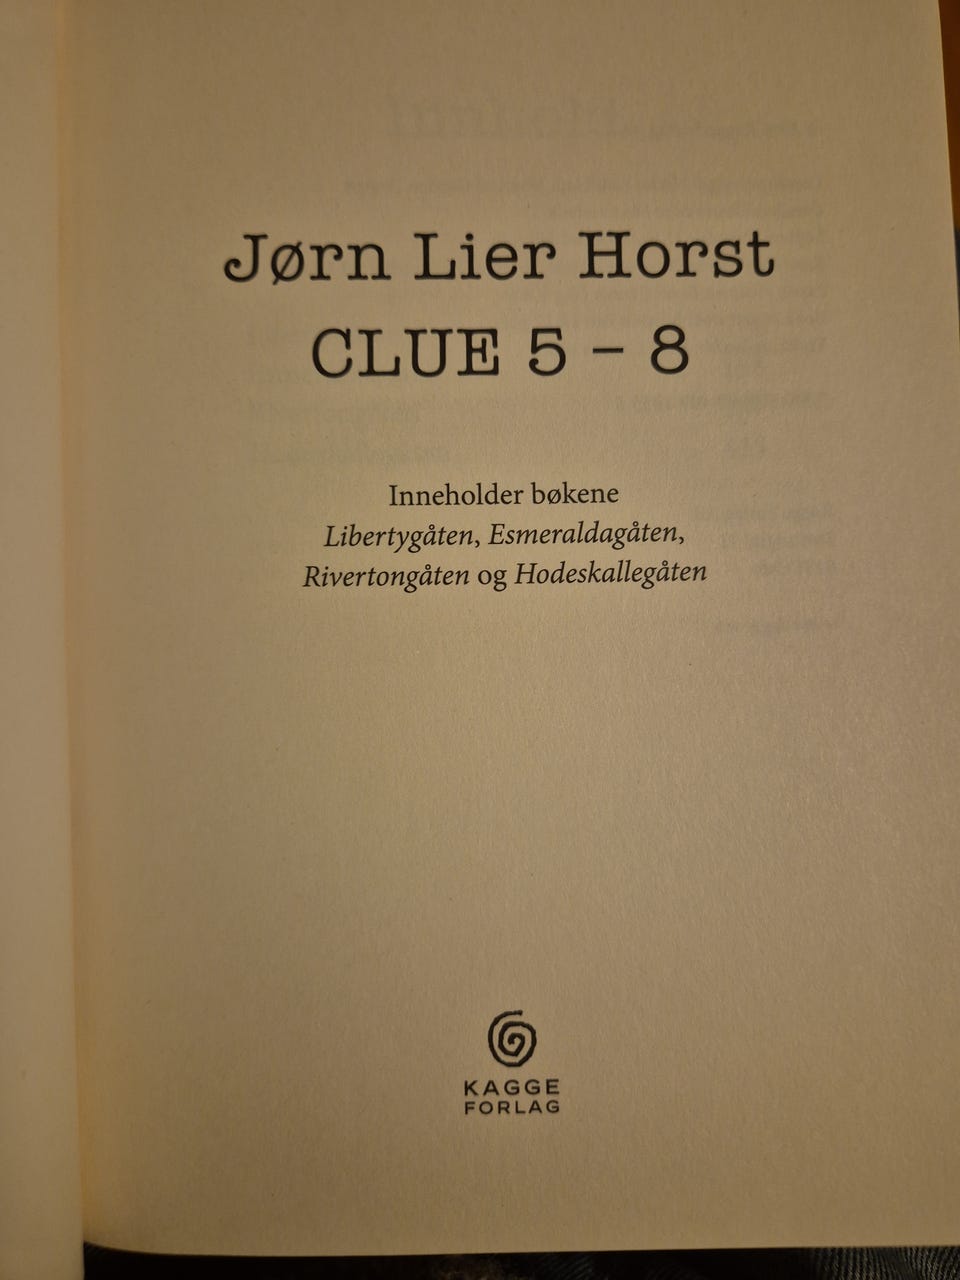 Jørn Lier Horst
CLUE 5 – 8
Inneholder bøkene
Libertygåten, Esmeraldagåten,
Rivertongåten og Hodeskallegåten
KAGGE
FORLAG